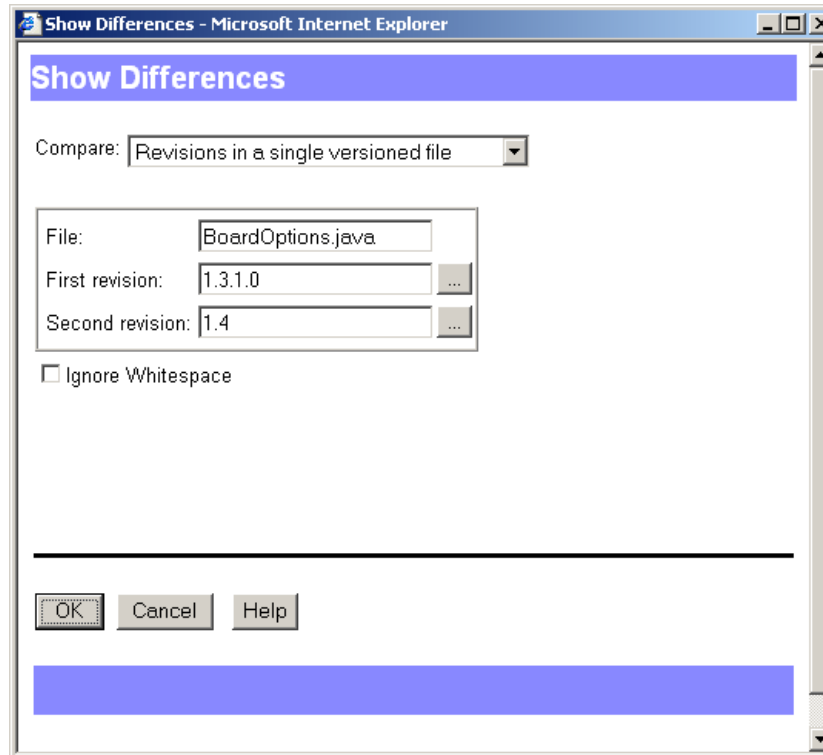 Show Differences - Microsoft Internet Explorer
Show Differences
Compare: Revisions in a single versioned file
File: BoardOptions.java
First revision: 1.3.1.0 ...
Second revision: 1.4 ...
Ignore Whitespace
OK Cancel Help